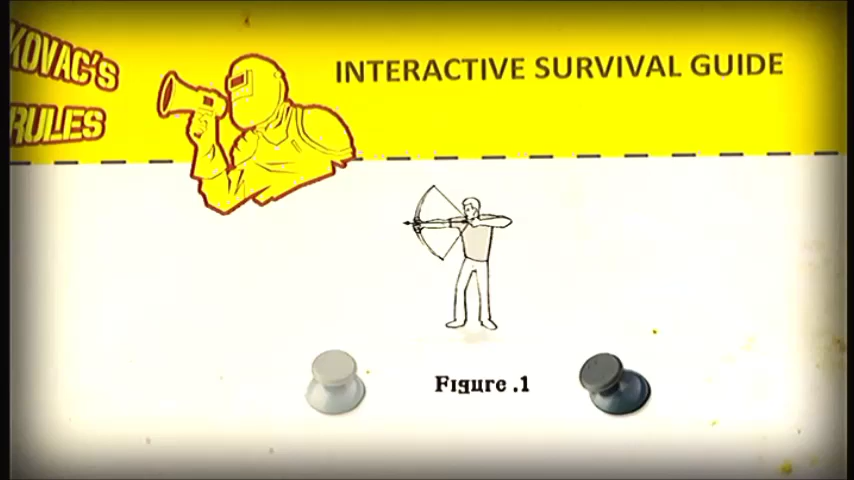 KOVAC'S
RULES
INTERACTIVE SURVIVAL GUIDE
Figure .1